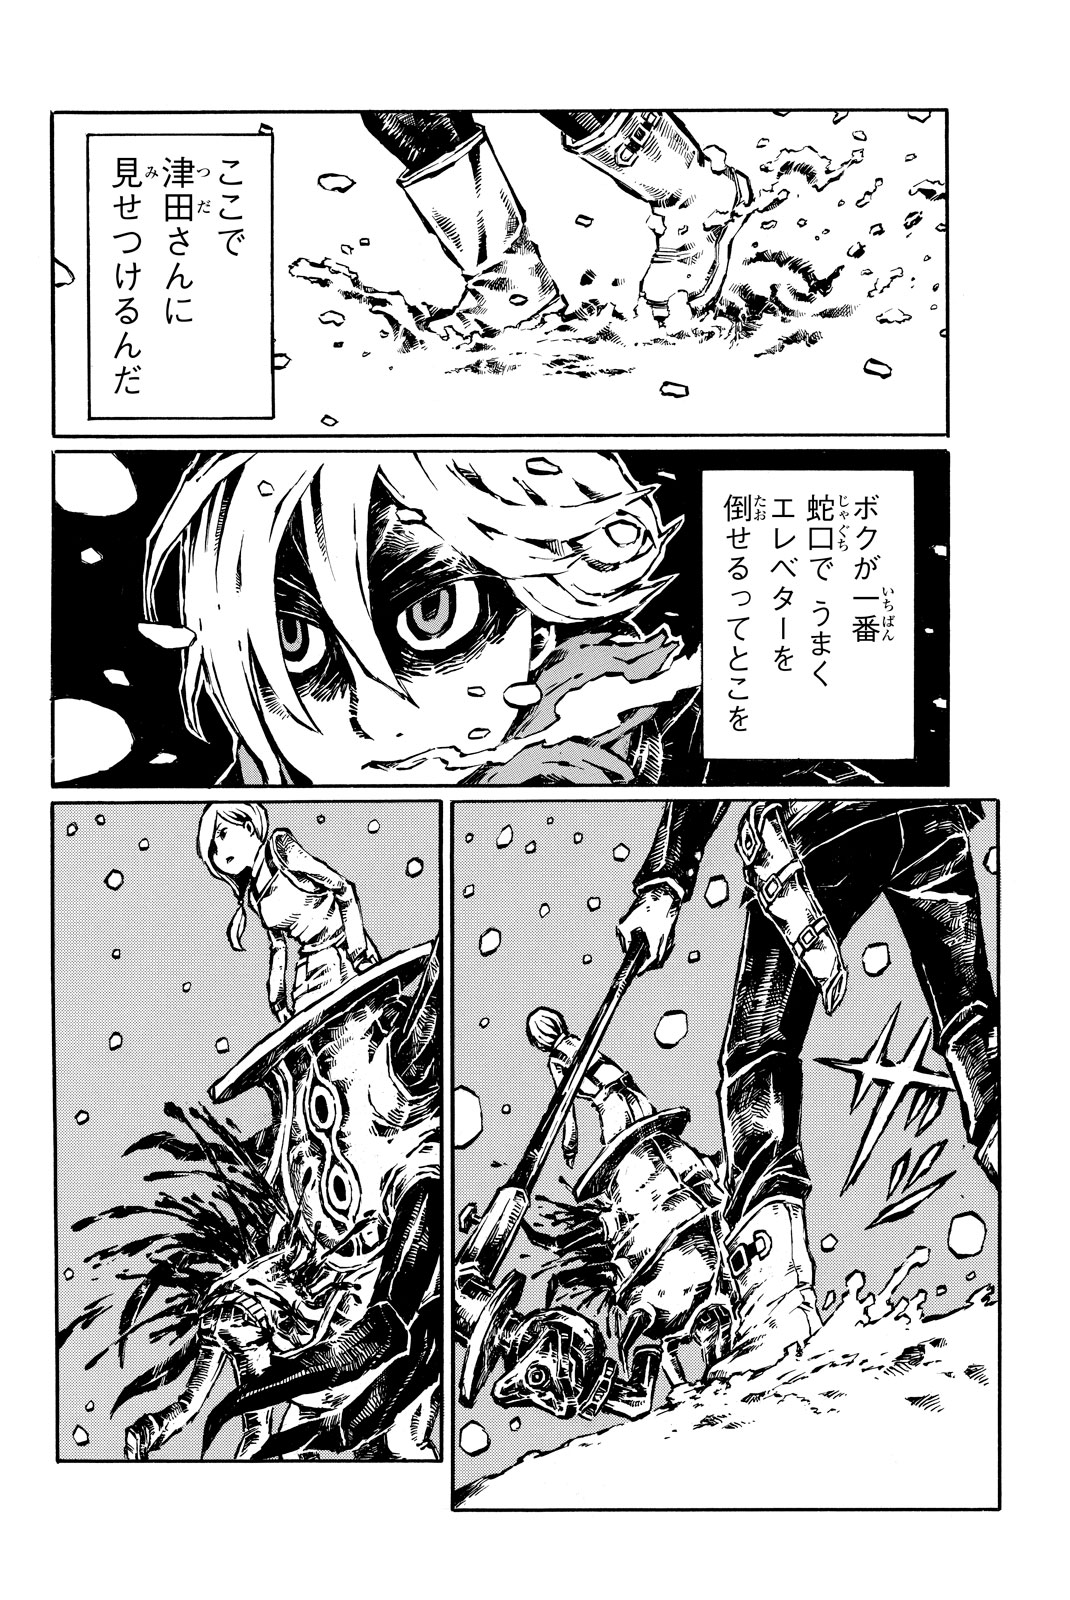 ここで
津田さんに
見せつけるんだ
ボクが一番
蛇口で うまく
エレベターを
倒せるってとこを